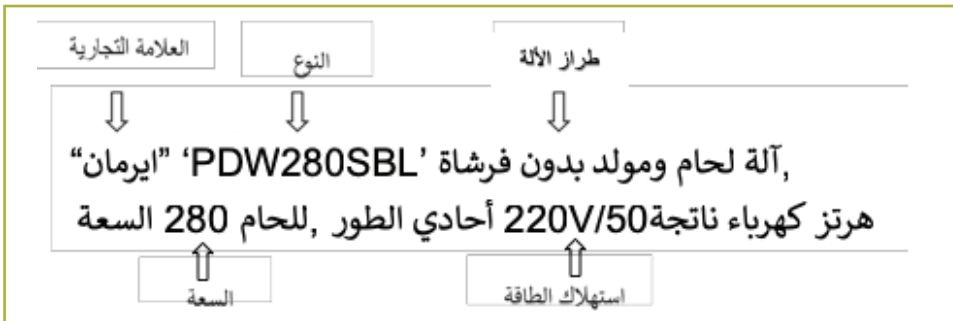 طراز الألة
النوع
العلامة التجارية
آلة لحام ومولد بدون فرشاة ‘PDW280SBL’ “ايرمان”,
هرتز كهرباء ناتجة220V/50 أحادي الطور ,للحام 280 السعة
استهلاك الطاقة
السعة